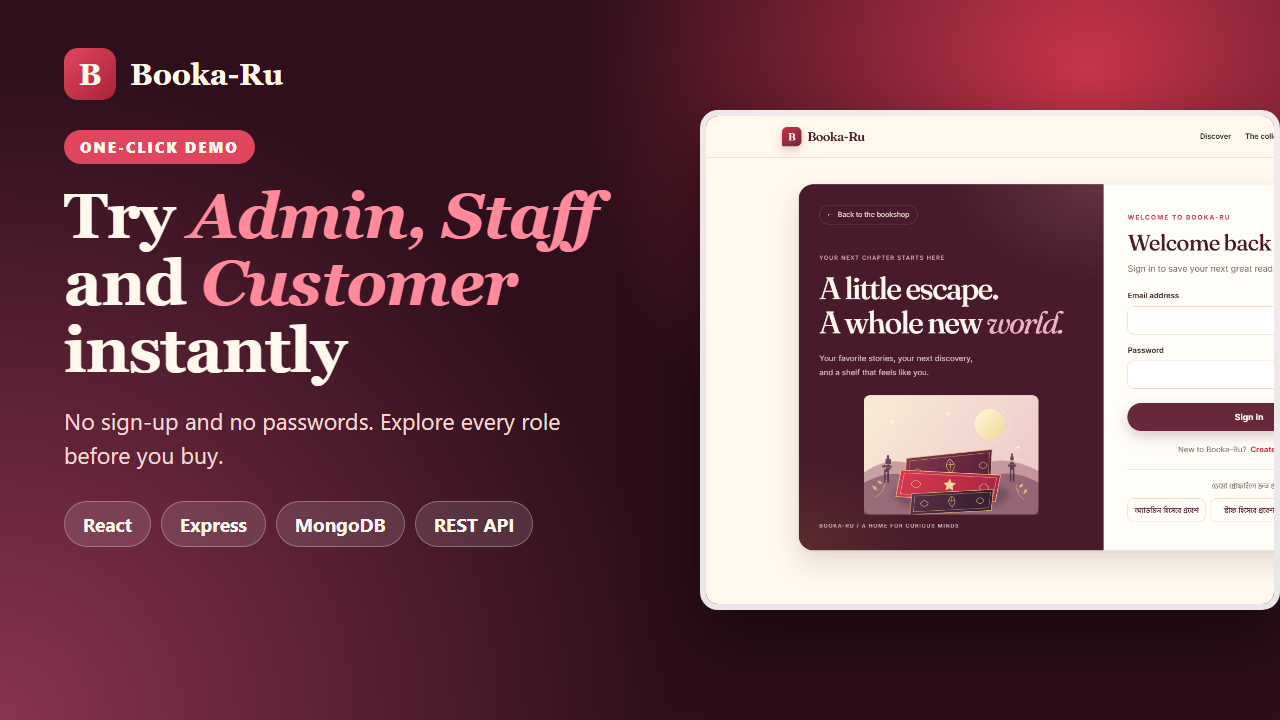 B Booka-Ru
ONE-CLICK DEMO
Try Admin, Staff
and Customer
instantly
No sign-up and no passwords. Explore every role
before you buy.
React Express MongoDB REST API
B Booka-Ru Discover
← Back to the bookshop
YOUR NEXT CHAPTER STARTS HERE
A little escape.
A whole new world.
Your favorite stories, your next discovery,
and a shelf that feels like you.
BOOKA-RU / A HOME FOR CURIOUS MINDS
WELCOME TO BOOKA-RU
Welcome back
Sign in to save your next great read
Email address
Password
Sign in
New to Booka-Ru? Create
অ্যাডমিন হিসেবে প্রবেশ
স্টাফ হিসেবে